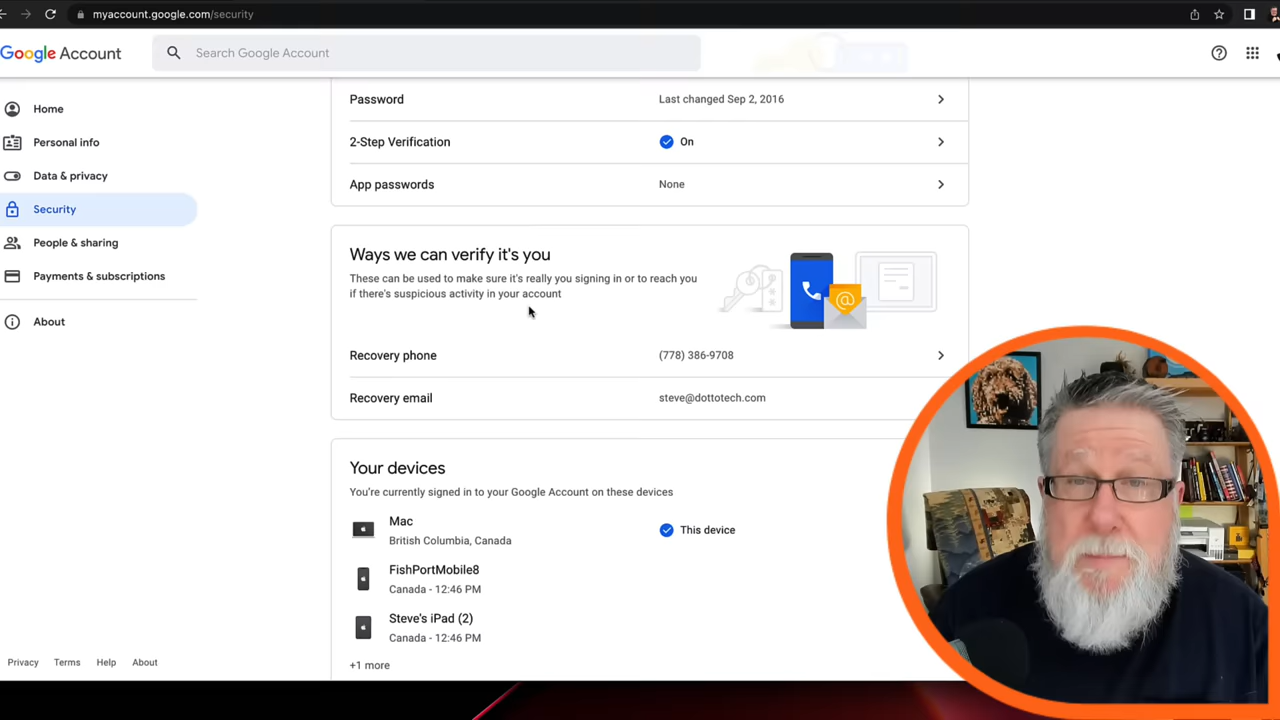 myaccount.google.com/security
Google Account
Search Google Account
Home
Personal info
Data & privacy
Security
People & sharing
Payments & subscriptions
About
Password Last changed Sep 2, 2016
2-Step Verification On
App passwords None
Ways we can verify it's you
These can be used to make sure it's really you signing in or to reach you
if there's suspicious activity in your account
Recovery phone (778) 386-9708
Recovery email steve@dottotech.com
Your devices
You're currently signed in to your Google Account on these devices
Mac
British Columbia, Canada
This device
FishPortMobile8
Canada - 12:46 PM
Steve's iPad (2)
Canada - 12:46 PM
+1 more
Privacy Terms Help About